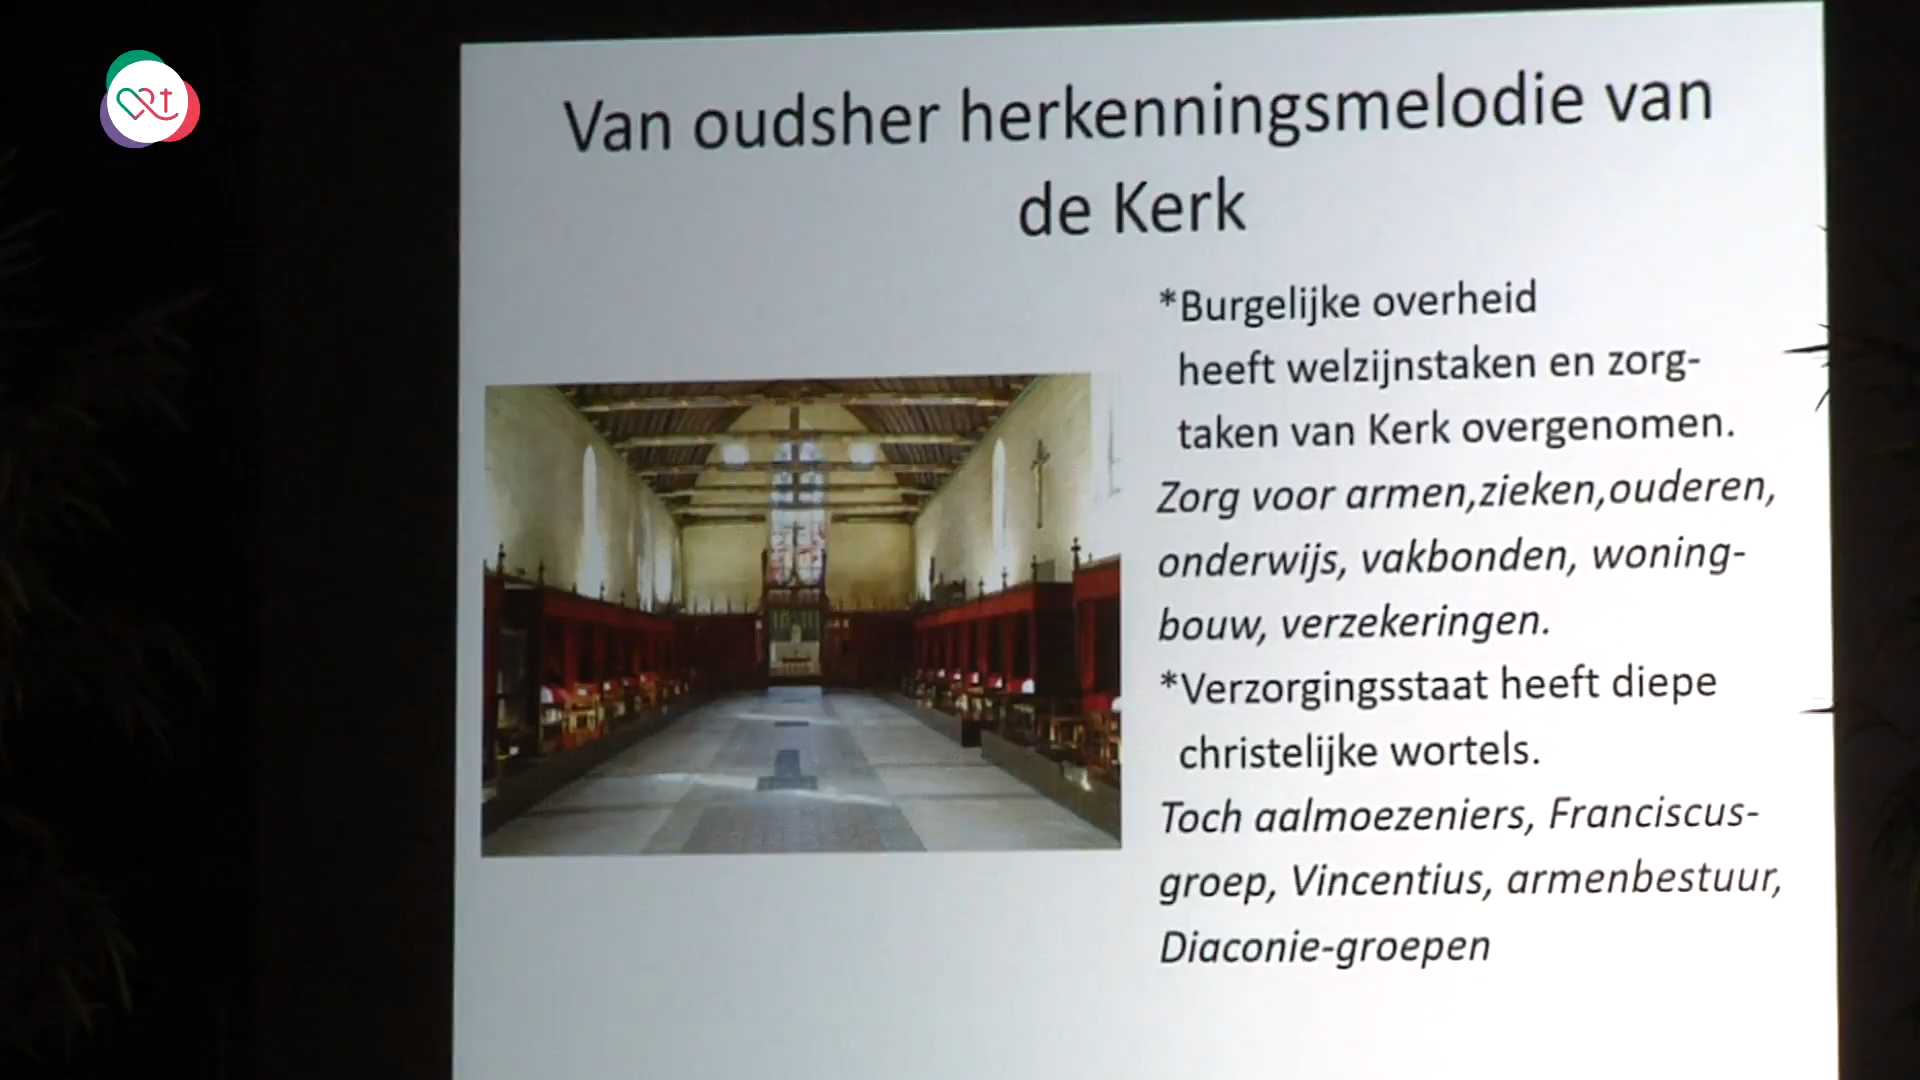 Van oudsher herkenningsmelodie van
de Kerk
*Burgelijke overheid
heeft welzijnstaken en zorg-
taken van Kerk overgenomen.
Zorg voor armen,zieken,ouderen,
onderwijs, vakbonden, woning-
bouw, verzekeringen.
*Verzorgingsstaat heeft diepe
christelijke wortels.
Toch aalmoezeniers, Franciscus-
groep, Vincentius, armenbestuur,
Diaconie-groepen